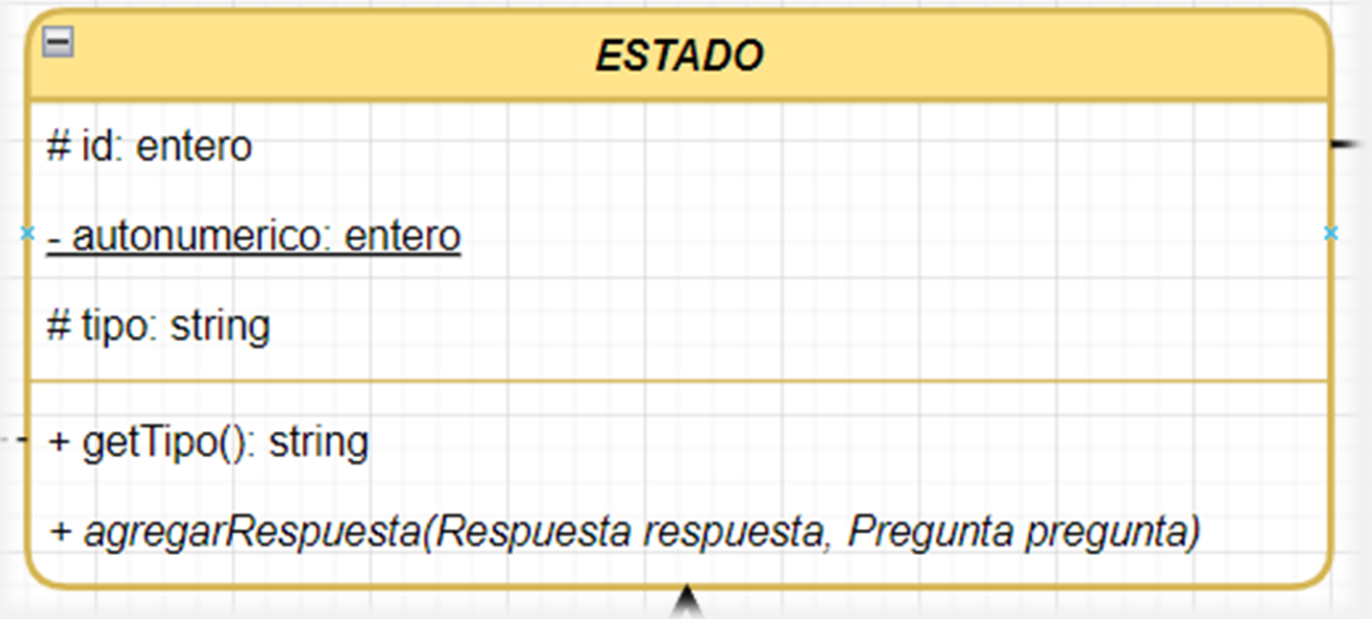 ESTADO
# id: entero
- autonumerico: entero
# tipo: string
+ getTipo(): string
+ agregarRespuesta(Respuesta respuesta, Pregunta pregunta)